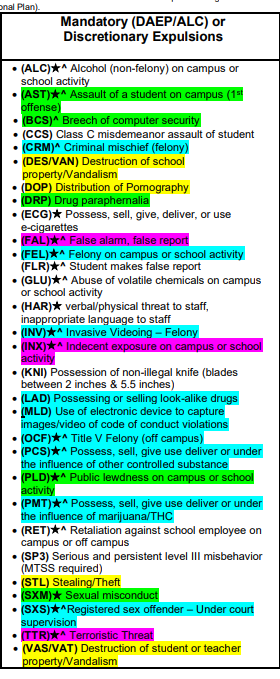 onal Plan).
Mandatory (DAEP/ALC) or
Discretionary Expulsions
• (ALC)★^ Alcohol (non-felony) on campus or
school activity
• (AST)★^ Assault of a student on campus (1st
offense)
• (BCS)^ Breech of computer security
• (CCS) Class C misdemeanor assault of student
• (CRM)^ Criminal mischief (felony)
• (DES/VAN) Destruction of school
property/Vandalism
• (DOP) Distribution of Pornography
• (DRP) Drug paraphernalia
• (ECG)★ Possess, sell, give, deliver, or use
e-cigarettes
• (FAL)★^ False alarm, false report
• (FEL)★^ Felony on campus or school activity
(FLR)★^ Student makes false report
• (GLU)★^ Abuse of volatile chemicals on campus
or school activity
• (HAR)★ verbal/physical threat to staff,
inappropriate language to staff
• (INV)★^ Invasive Videoing – Felony
• (INX)★^ Indecent exposure on campus or school
activity
• (KNI) Possession of non-illegal knife (blades
between 2 inches & 5.5 inches)
• (LAD) Possessing or selling look-alike drugs
• (MLD) Use of electronic device to capture
images/video of code of conduct violations
• (OCF)★^ Title V Felony (off campus)
• (PCS)★^ Possess, sell, give use deliver or under
the influence of other controlled substance
• (PLD)★^ Public lewdness on campus or school
activity
• (PMT)★^ Possess, sell, give use deliver or under
the influence of marijuana/THC
• (RET)★^ Retaliation against school employee on
campus or off campus
• (SP3) Serious and persistent level III misbehavior
(MTSS required)
• (STL) Stealing/Theft
• (SXM)★ Sexual misconduct
• (SXS)★^Registered sex offender – Under court
supervision
• (TTR)★^ Terroristic Threat
• (VAS/VAT) Destruction of student or teacher
property/Vandalism